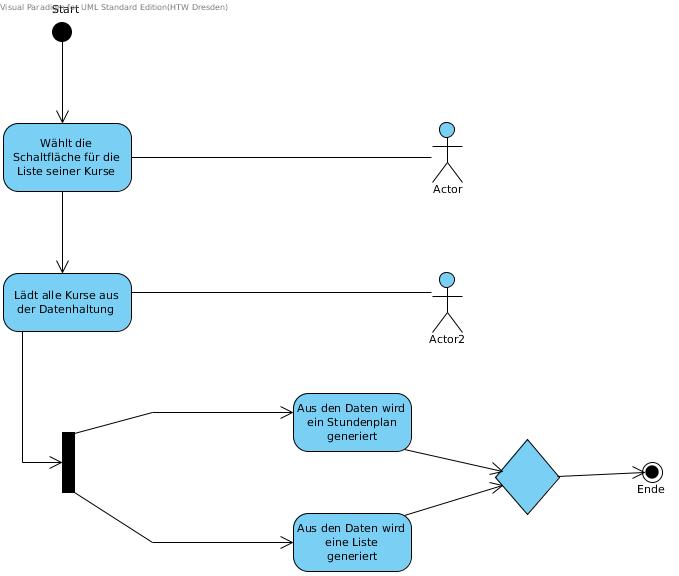 Visual Paradigm for UML Standard Edition(HTW Dresden)
Start
Wählt die
Schaltfläche für die
Liste seiner Kurse
Actor
Lädt alle Kurse aus
der Datenhaltung
Actor2
Aus den Daten wird
ein Stundenplan
generiert
Ende
Aus den Daten wird
eine Liste
generiert